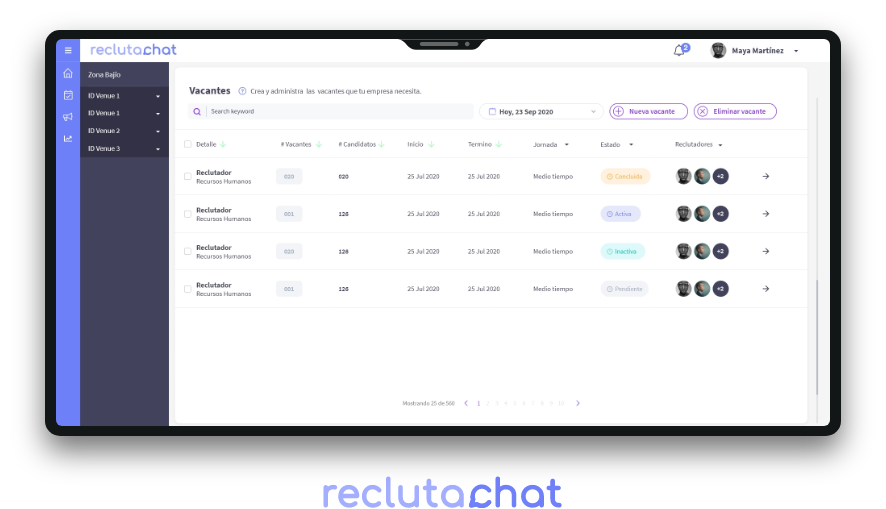 reclutachat
2
Maya Martínez
Zona Bajío
ID Venue 1
ID Venue 1
ID Venue 2
ID Venue 3
Vacantes
? Crea y administra las vacantes que tu empresa necesita.
Search keyword
Hoy, 23 Sep 2020
Nueva vacante
Eliminar vacante
Detalle # Vacantes # Candidatos Inicio Termino Jornada Estado Reclutadores
Reclutador
Recursos Humanos
020 020 25 Jul 2020 25 Jul 2020 Medio tiempo Concluida +2
Reclutador
Recursos Humanos
001 126 25 Jul 2020 25 Jul 2020 Medio tiempo Activa +2
Reclutador
Recursos Humanos
020 126 25 Jul 2020 25 Jul 2020 Medio tiempo Inactiva +2
Reclutador
Recursos Humanos
001 126 25 Jul 2020 25 Jul 2020 Medio tiempo Pendiente +2
Mostrando 25 de 560 1 2 3 4 5 6 7 8 9 10
reclutachat